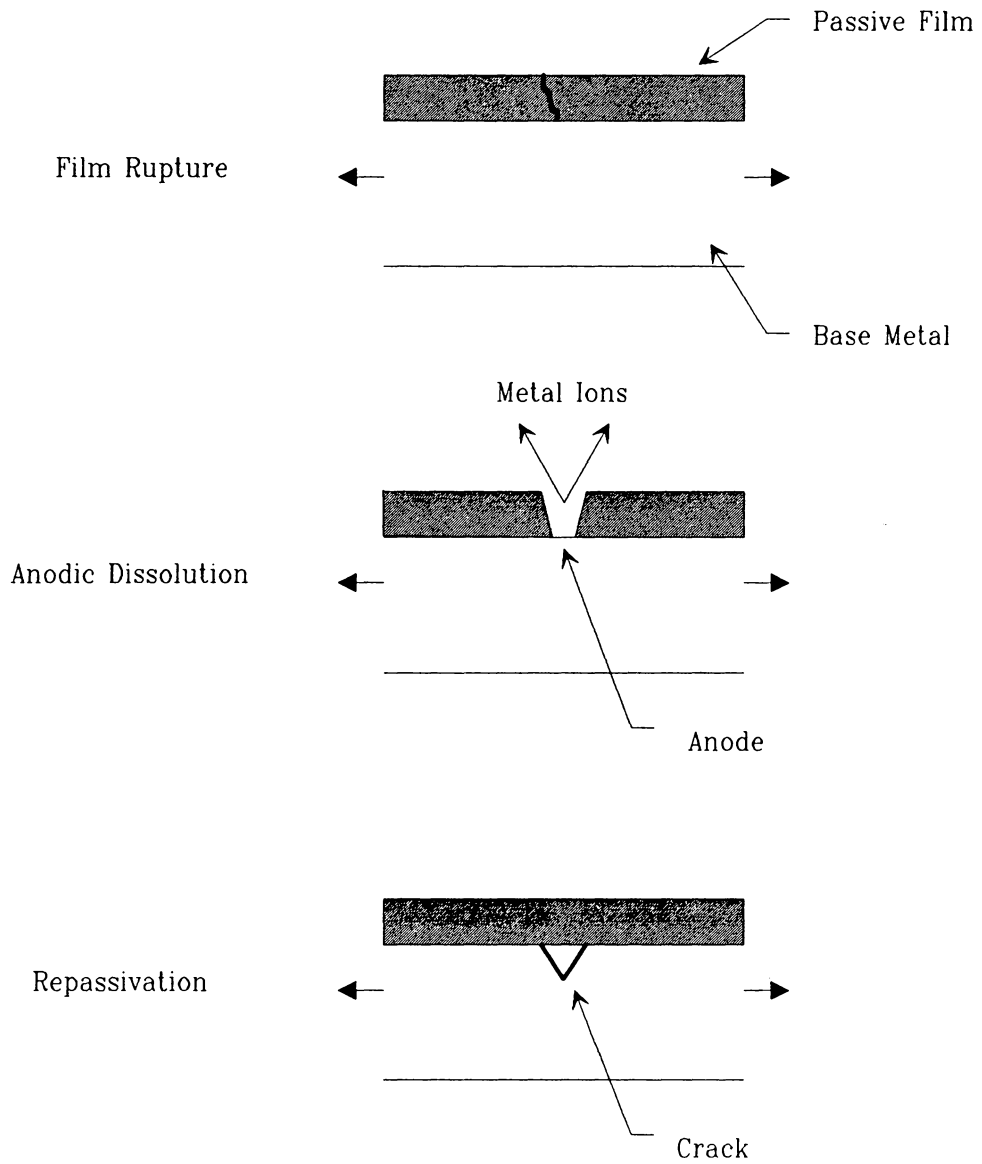 Passive Film
Film Rupture
Base Metal
Metal Ions
Anodic Dissolution
Anode
Repassivation
Crack